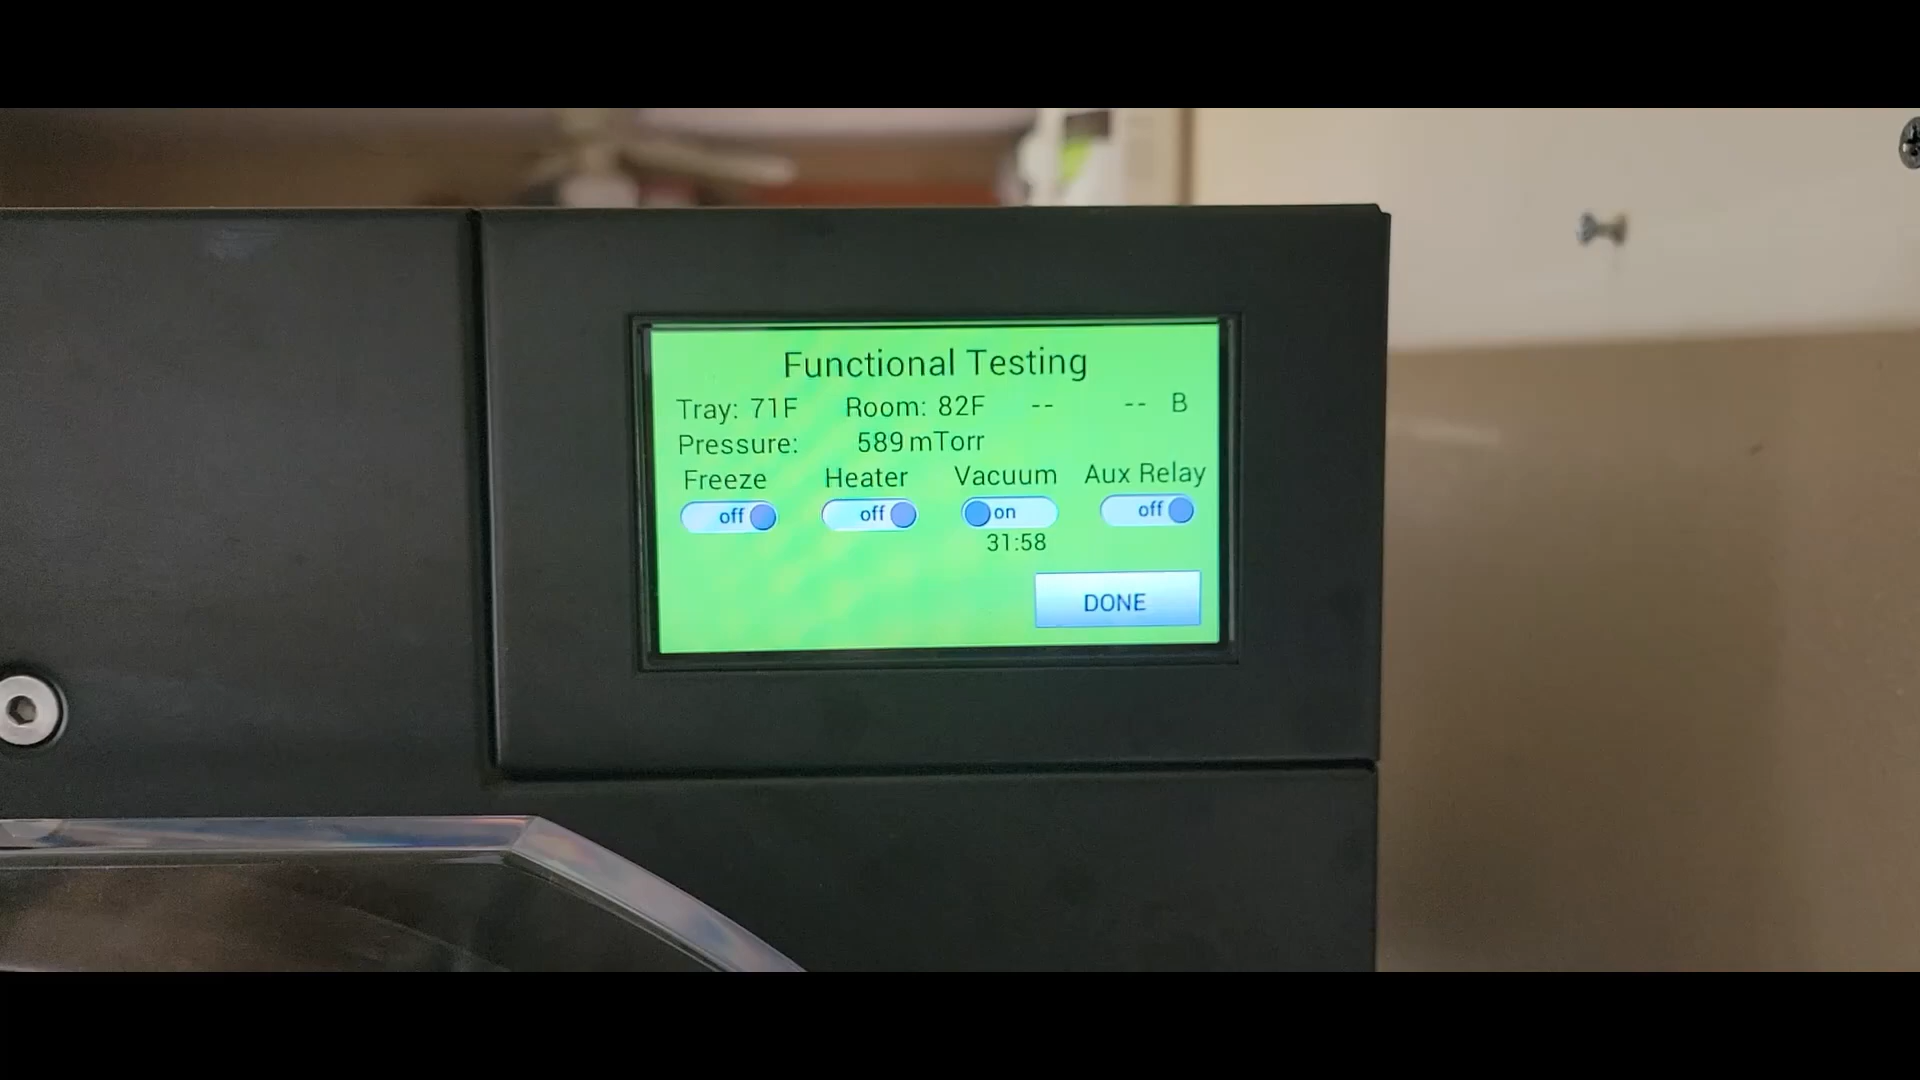 Functional Testing
Tray: 71F Room: 82F -- -- B
Pressure: 589 mTorr
Freeze Heater Vacuum Aux Relay
off off on off
31:58
DONE